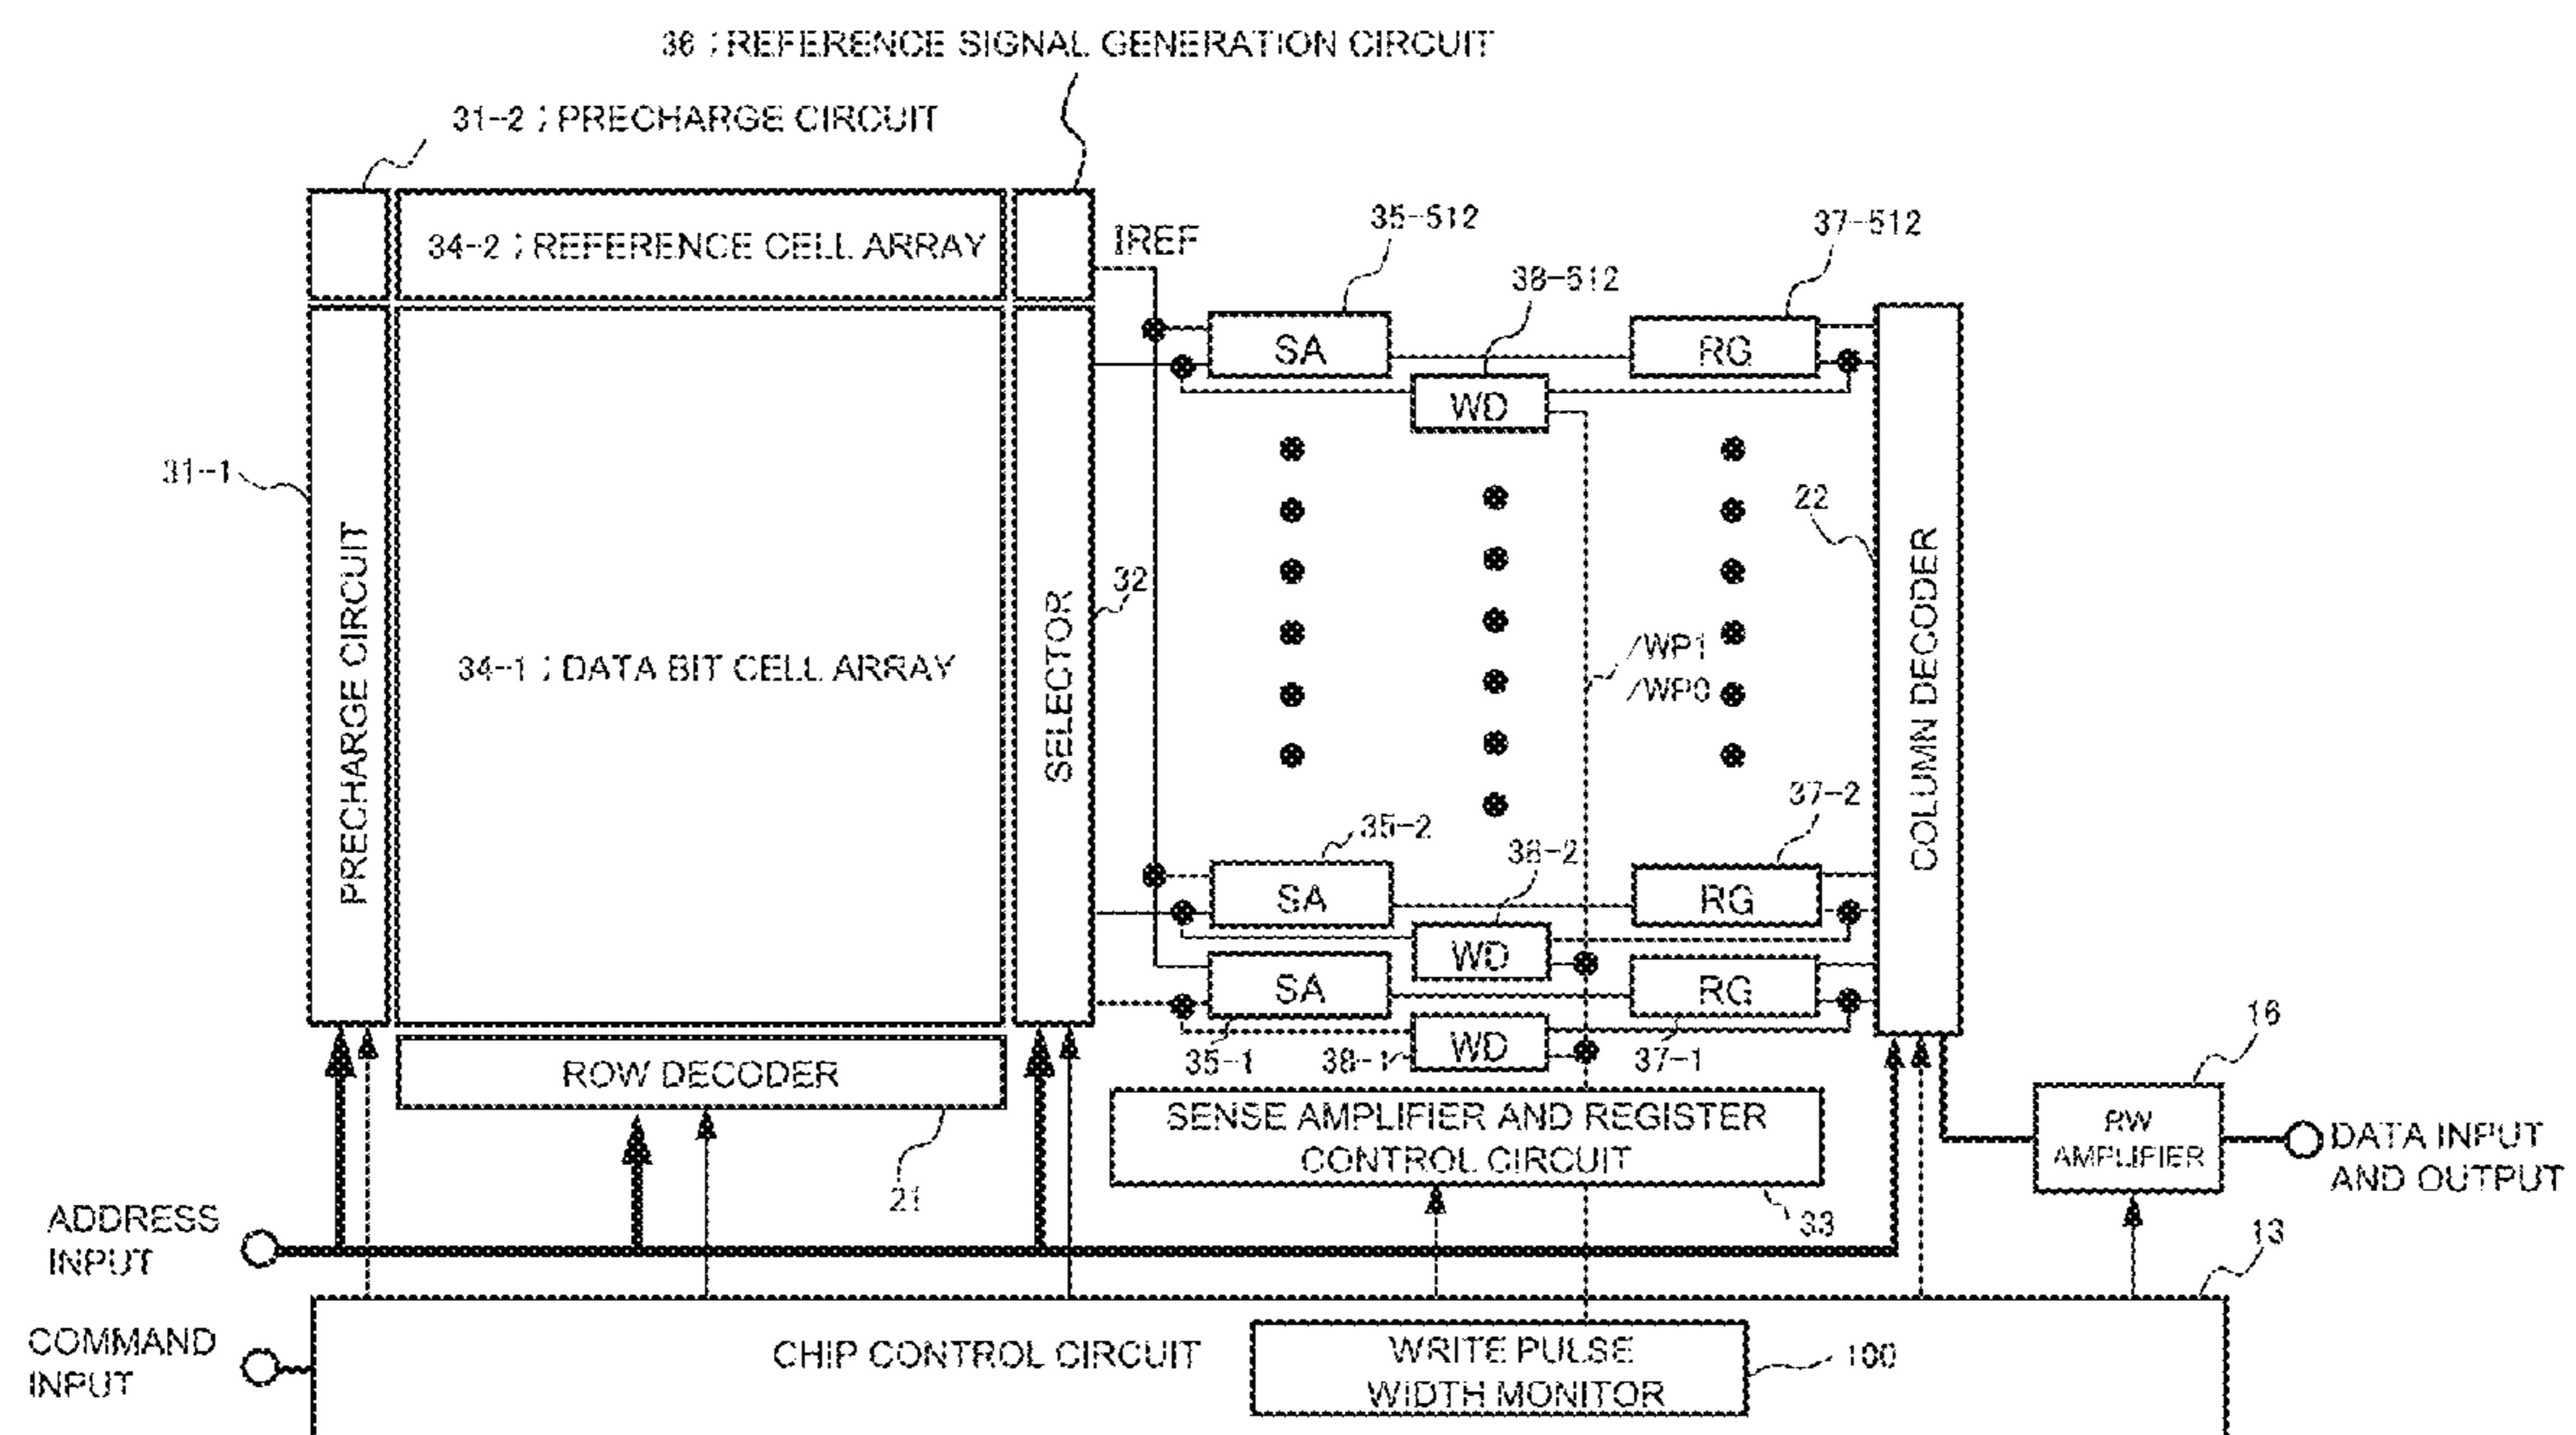 36 ; REFERENCE SIGNAL GENERATION CIRCUIT
31-2 ; PRECHARGE CIRCUIT
34-2 ; REFERENCE CELL ARRAY
IREF
35-512
38-512
37-512
SA
WD
RG
31-1
PRECHARGE CIRCUIT
34-1 ; DATA BIT CELL ARRAY
SELECTOR
32
/WP1
/WP0
22
COLUMN DECODER
35-2
38-2
37-2
SA
WD
RG
SA
WD
RG
35-1
38-1
37-1
ROW DECODER
21
SENSE AMPLIFIER AND REGISTER
CONTROL CIRCUIT
33
16
RW
AMPLIFIER
DATA INPUT
AND OUTPUT
ADDRESS
INPUT
13
COMMAND
INPUT
CHIP CONTROL CIRCUIT
WRITE PULSE
WIDTH MONITOR
100